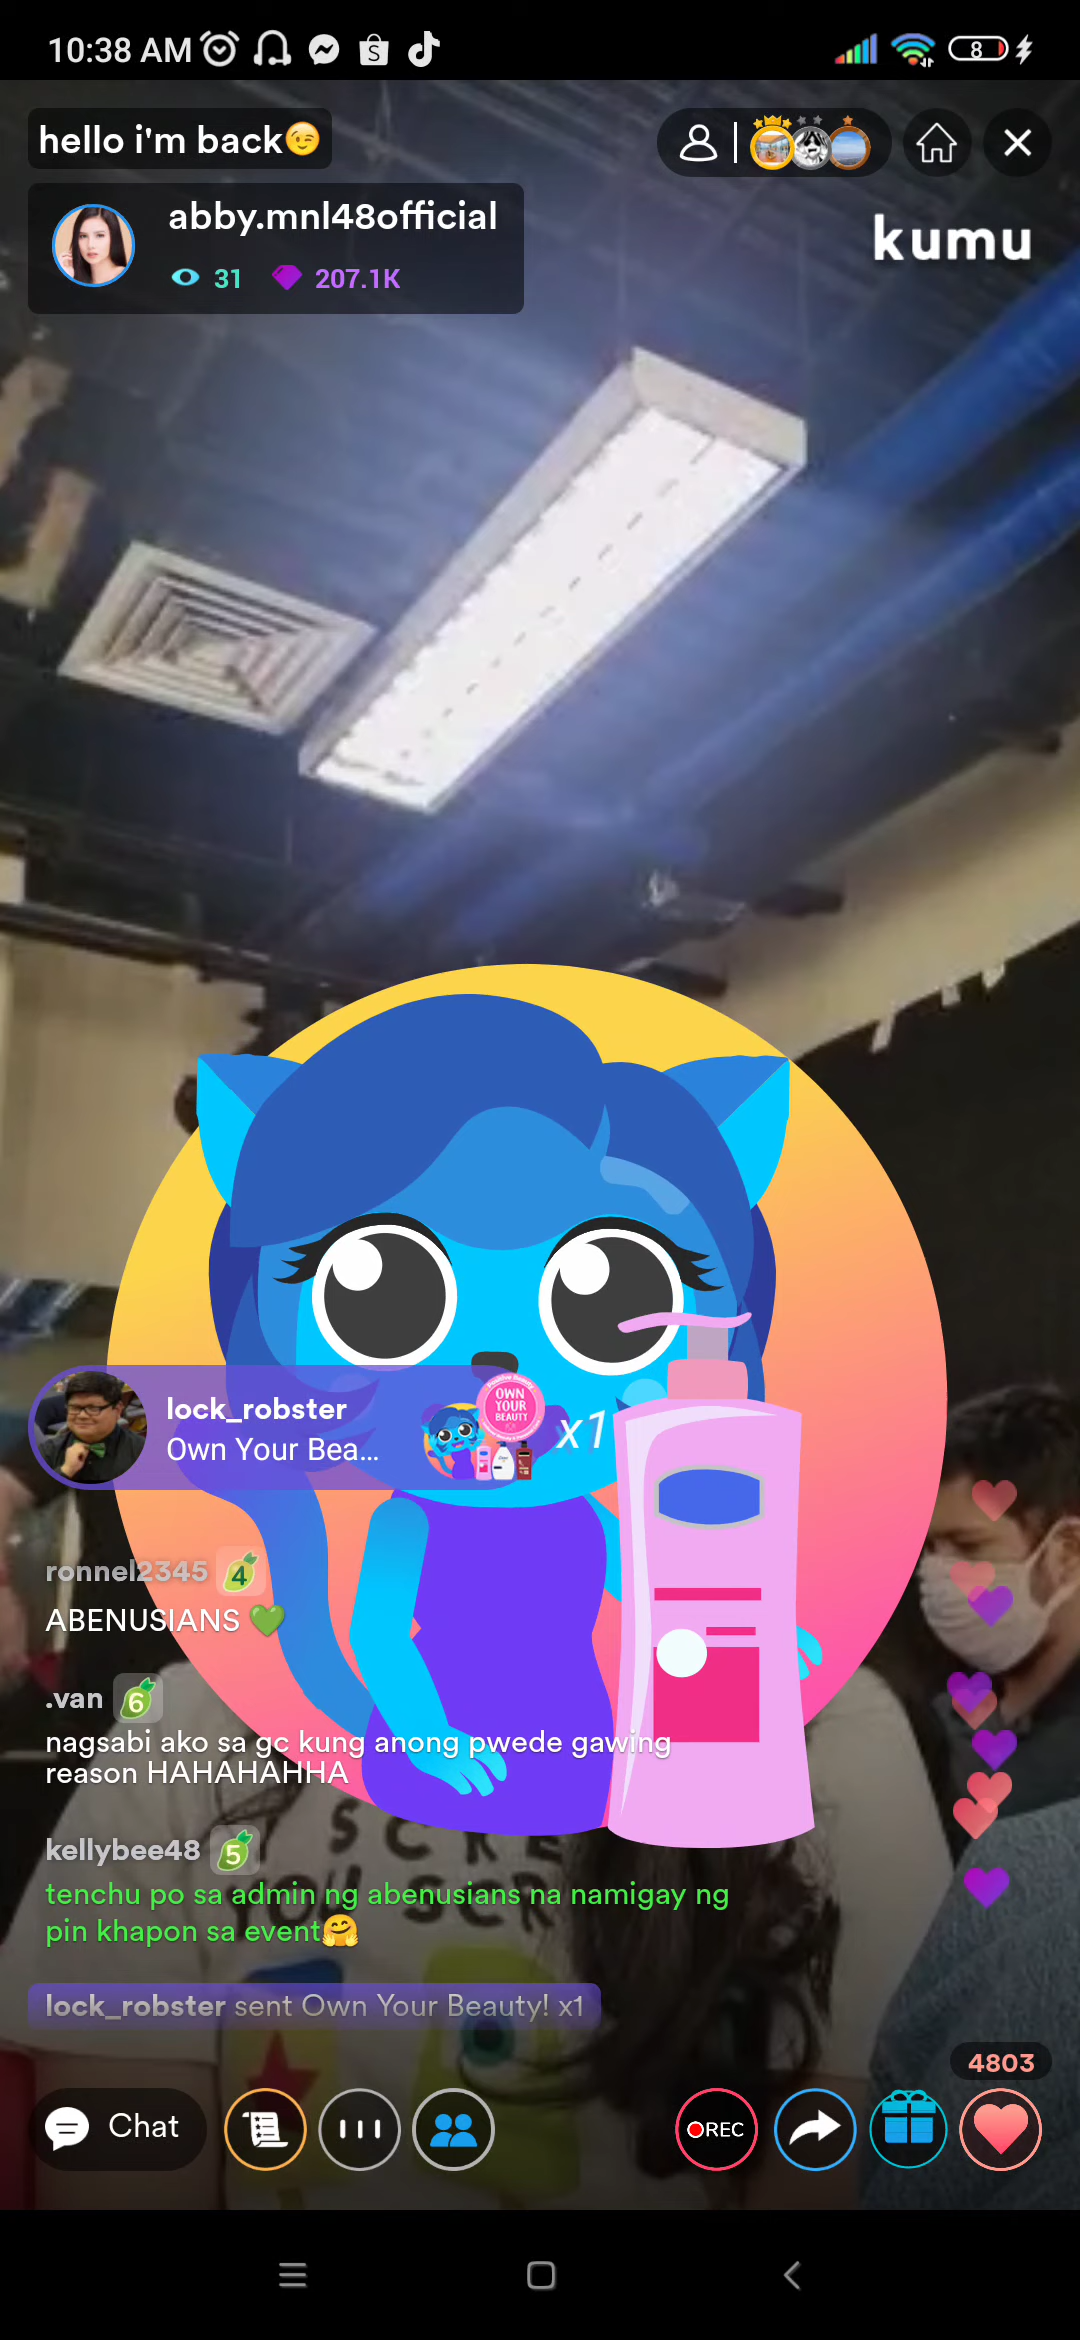 10:38 AM
8
hello i'm back😉
abby.mnl48official
31 207.1K
kumu
OWN
YOUR
BEAUTY
lock_robster
Own Your Bea...
x1
ronnel2345 4
ABENUSIANS 💚
.van 6
nagsabi ako sa gc kung anong pwede gawing
reason HAHAHAHHA
kellybee48 5
tenchu po sa admin ng abenusians na namigay ng
pin khapon sa event🤗
lock_robster sent Own Your Beauty! x1
4803
Chat
REC